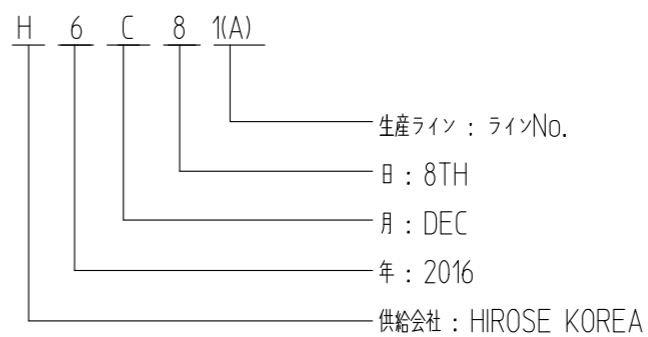 H 6 C 8 1(A)
生産ライン : ラインNo.
日 : 8TH
月 : DEC
年 : 2016
供給会社 : HIROSE KOREA